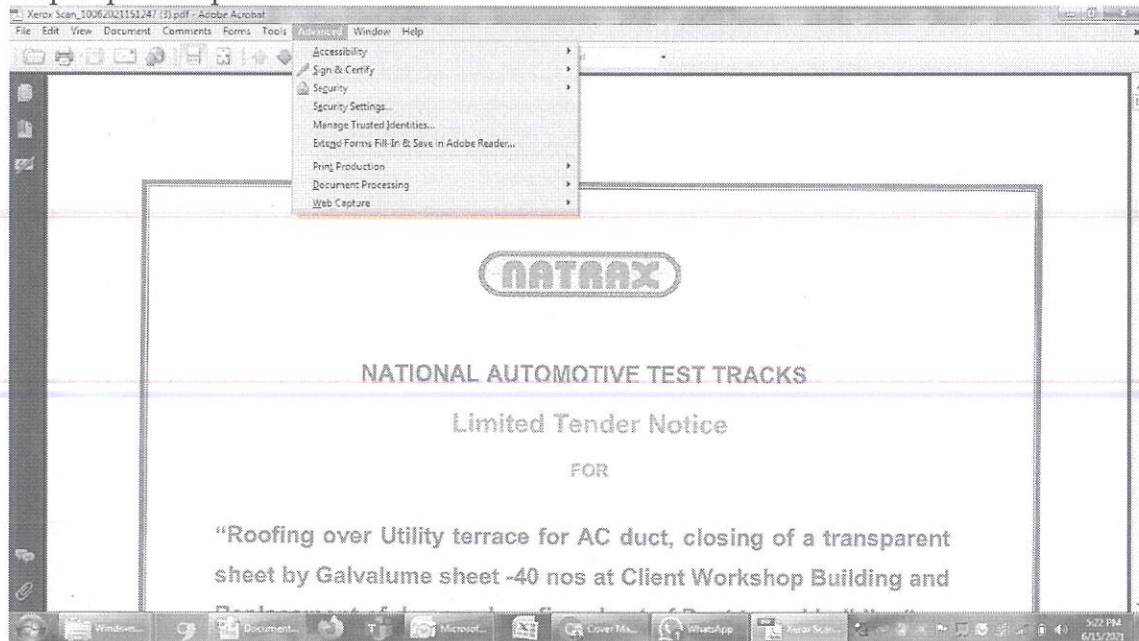 Xerox Scan_10062021151247 (3).pdf - Adobe Acrobat
File Edit View Document Comments Forms Tools Advanced Window Help
Accessibility
Sign & Certify
Security
Security Settings...
Manage Trusted Identities...
Extend Forms Fill-In & Save in Adobe Reader...
Print Production
Document Processing
Web Capture
NATRAX
NATIONAL AUTOMOTIVE TEST TRACKS
Limited Tender Notice
FOR
“Roofing over Utility terrace for AC duct, closing of a transparent
sheet by Galvalume sheet -40 nos at Client Workshop Building and
Windows... Document... Microsof... Cover Ma... WhatsApp Xerox Scan...
5:22 PM
6/15/2021